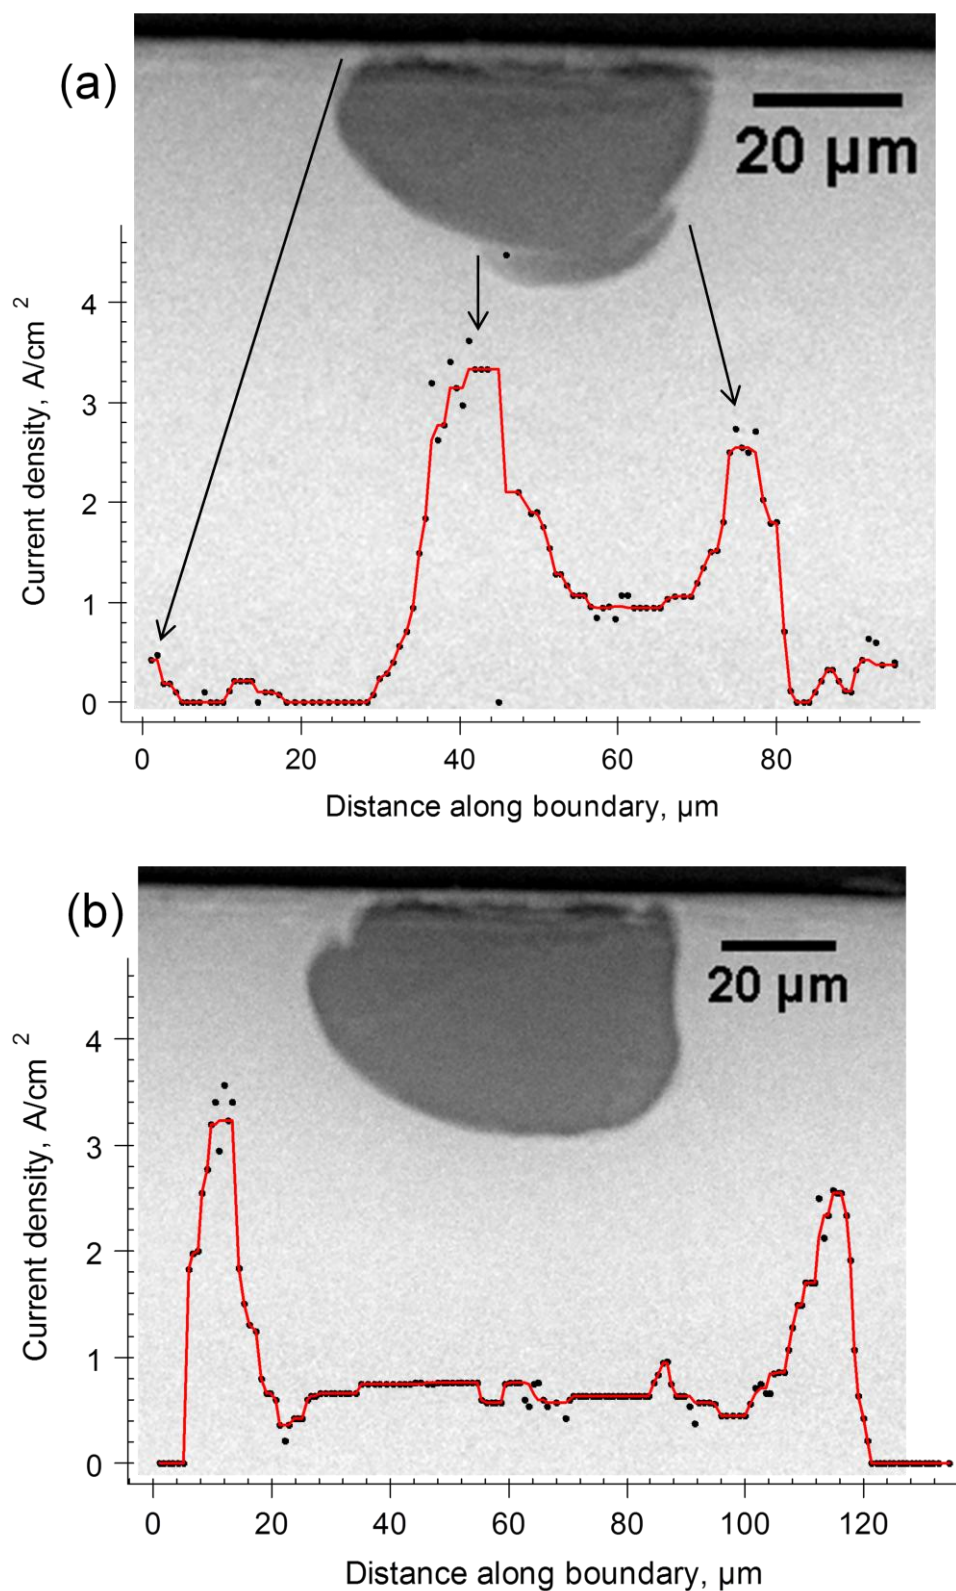 (a)
20 µm
Current density, A/cm 2
4
3
2
1
0
0 20 40 60 80
Distance along boundary, µm
(b)
20 µm
Current density, A/cm 2
4
3
2
1
0
0 20 40 60 80 100 120
Distance along boundary, µm